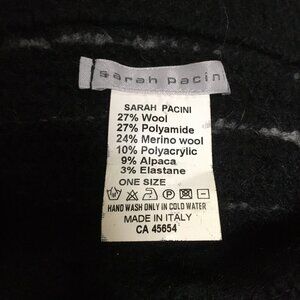 sarah pacini
SARAH PACINI
27% Wool
27% Polyamide
24% Merino wool
10% Polyacrylic
9% Alpaca
3% Elastane
ONE SIZE
HAND WASH ONLY IN COLD WATER
MADE IN ITALY
CA 45654